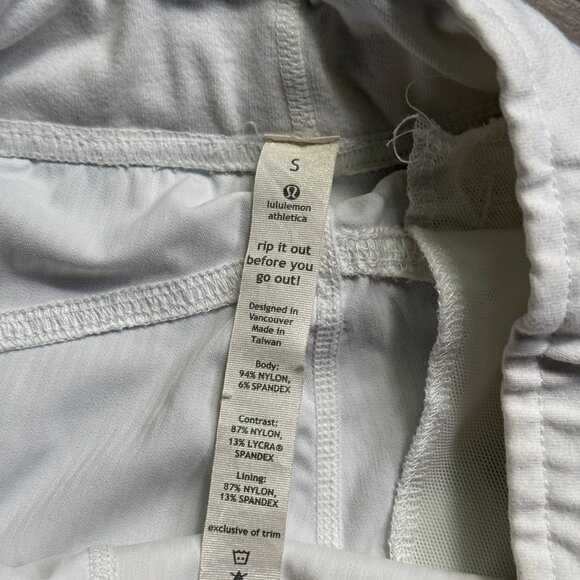 S
lululemon
athletica
rip it out
before you
go out!
Designed in
Vancouver
Made in
Taiwan
Body:
94% NYLON,
6% SPANDEX
Contrast:
87% NYLON,
13% LYCRA®
SPANDEX
Lining:
87% NYLON,
13% SPANDEX
exclusive of trim